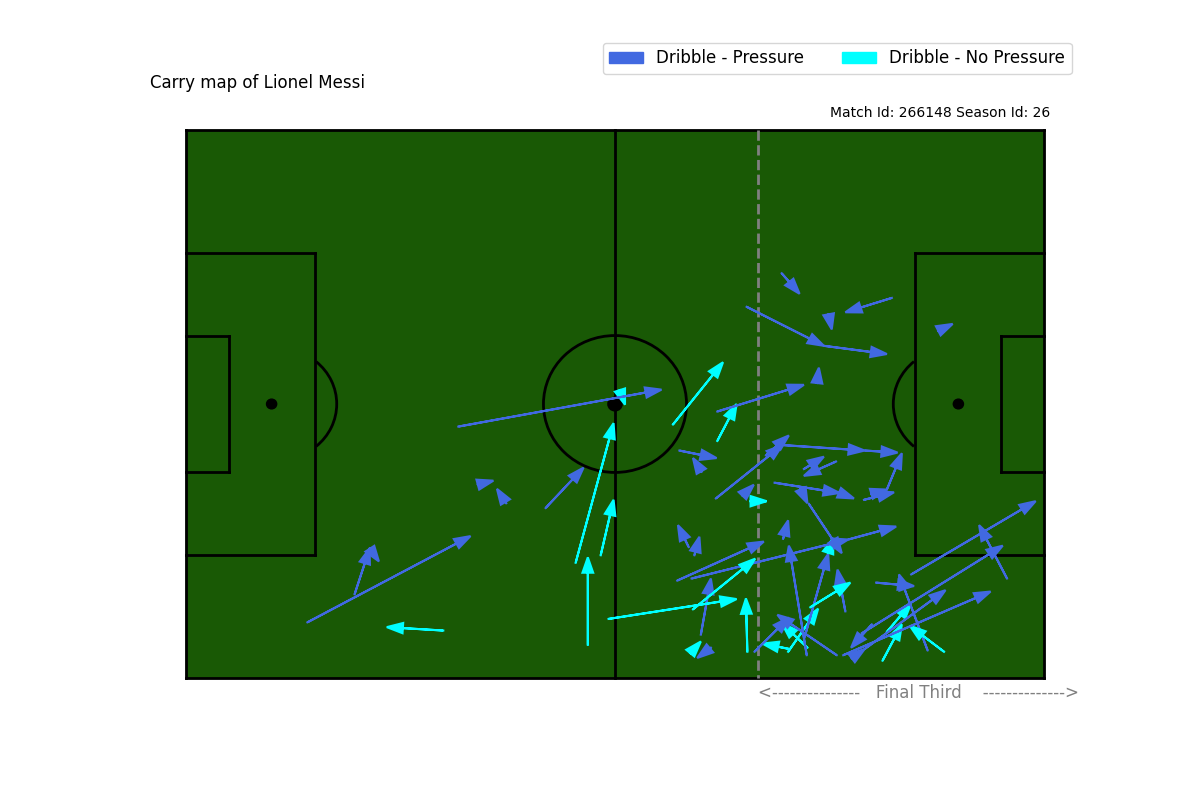 Dribble - Pressure Dribble - No Pressure
Carry map of Lionel Messi
Match Id: 266148 Season Id: 26
<--------------- Final Third -------------->